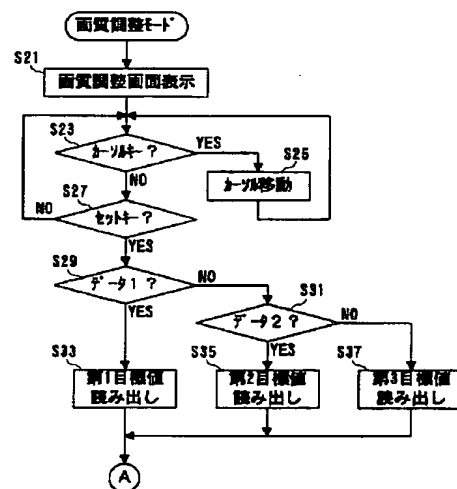 画質調整ﾓｰﾄﾞ
S21
画質調整画面表示
S23
ｶｰｿﾙｷｰ?
YES
S25
ｶｰｿﾙ移動
NO
S27
NO
ｾｯﾄｷｰ?
YES
S29
ﾃﾞｰﾀ1?
NO
S31
YES
ﾃﾞｰﾀ2?
NO
YES
S33
第1目標値
読み出し
S35
第2目標値
読み出し
S37
第3目標値
読み出し
A